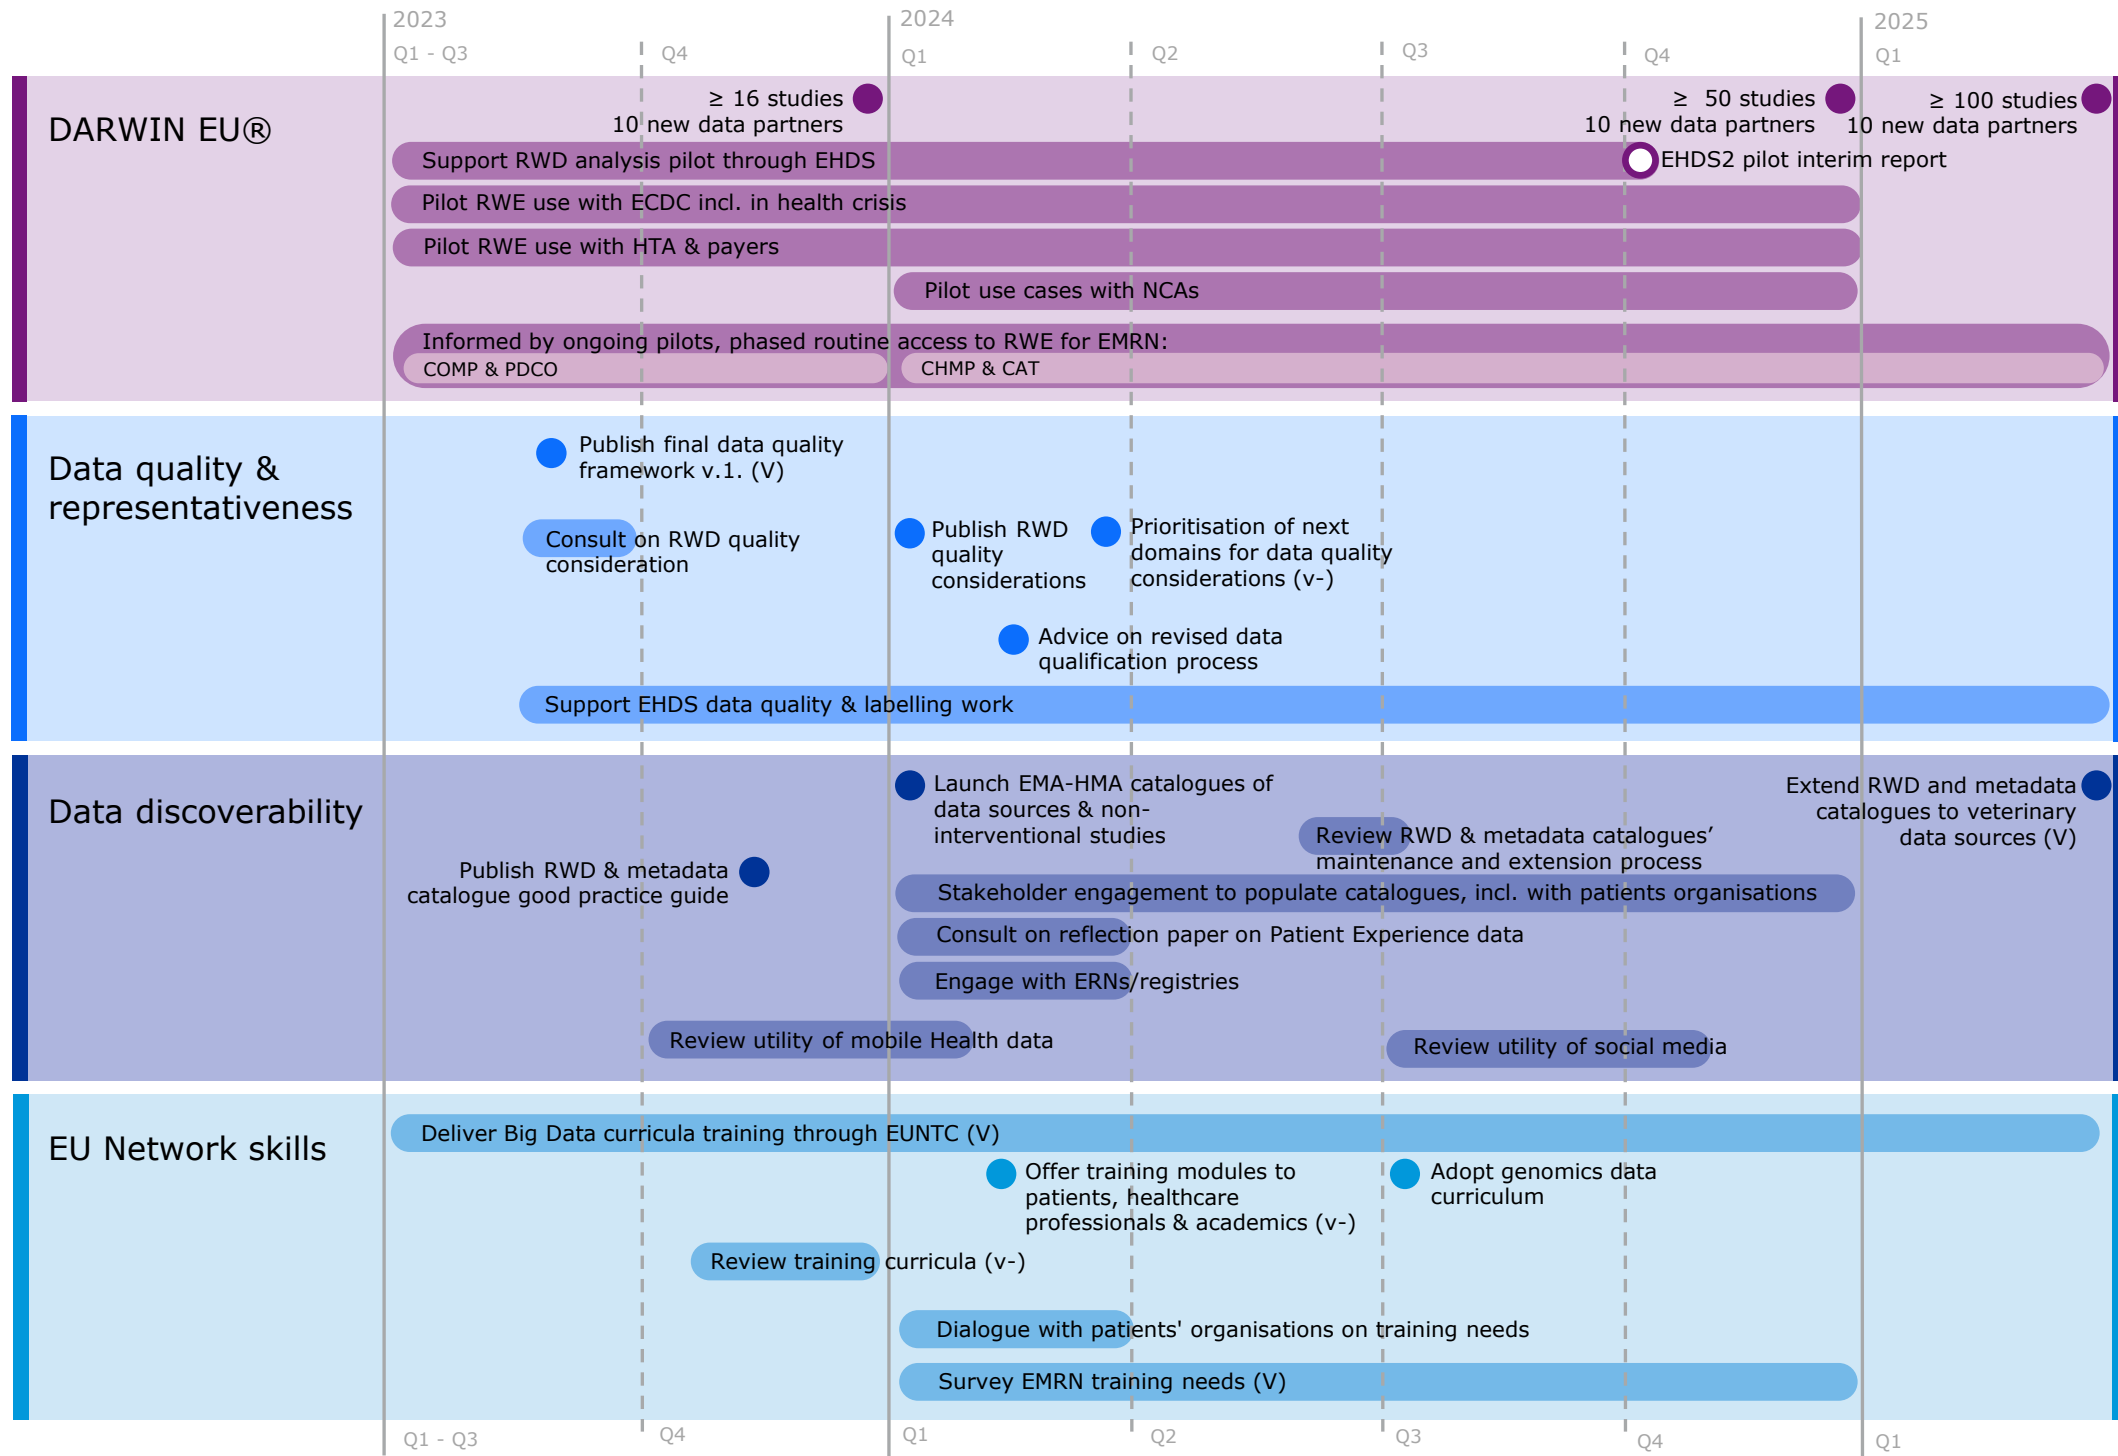 2023
2024
2025
Q1 - Q3
Q4
Q1
Q2
Q3
Q4
Q1
DARWIN EU®
≥ 16 studies
10 new data partners
≥ 50 studies
10 new data partners
≥ 100 studies
10 new data partners
Support RWD analysis pilot through EHDS
EHDS2 pilot interim report
Pilot RWE use with ECDC incl. in health crisis
Pilot RWE use with HTA & payers
Pilot use cases with NCAs
Informed by ongoing pilots, phased routine access to RWE for EMRN:
COMP & PDCO
CHMP & CAT
Data quality &
representativeness
Publish final data quality
framework v.1. (V)
Consult on RWD quality
consideration
Publish RWD
quality
considerations
Prioritisation of next
domains for data quality
considerations (v-)
Advice on revised data
qualification process
Support EHDS data quality & labelling work
Data discoverability
Launch EMA-HMA catalogues of
data sources & non-
interventional studies
Extend RWD and metadata
catalogues to veterinary
data sources (V)
Review RWD & metadata catalogues’
maintenance and extension process
Publish RWD & metadata
catalogue good practice guide
Stakeholder engagement to populate catalogues, incl. with patients organisations
Consult on reflection paper on Patient Experience data
Engage with ERNs/registries
Review utility of mobile Health data
Review utility of social media
EU Network skills
Deliver Big Data curricula training through EUNTC (V)
Offer training modules to
patients, healthcare
professionals & academics (v-)
Adopt genomics data
curriculum
Review training curricula (v-)
Dialogue with patients' organisations on training needs
Survey EMRN training needs (V)
Q1 - Q3
Q4
Q1
Q2
Q3
Q4
Q1